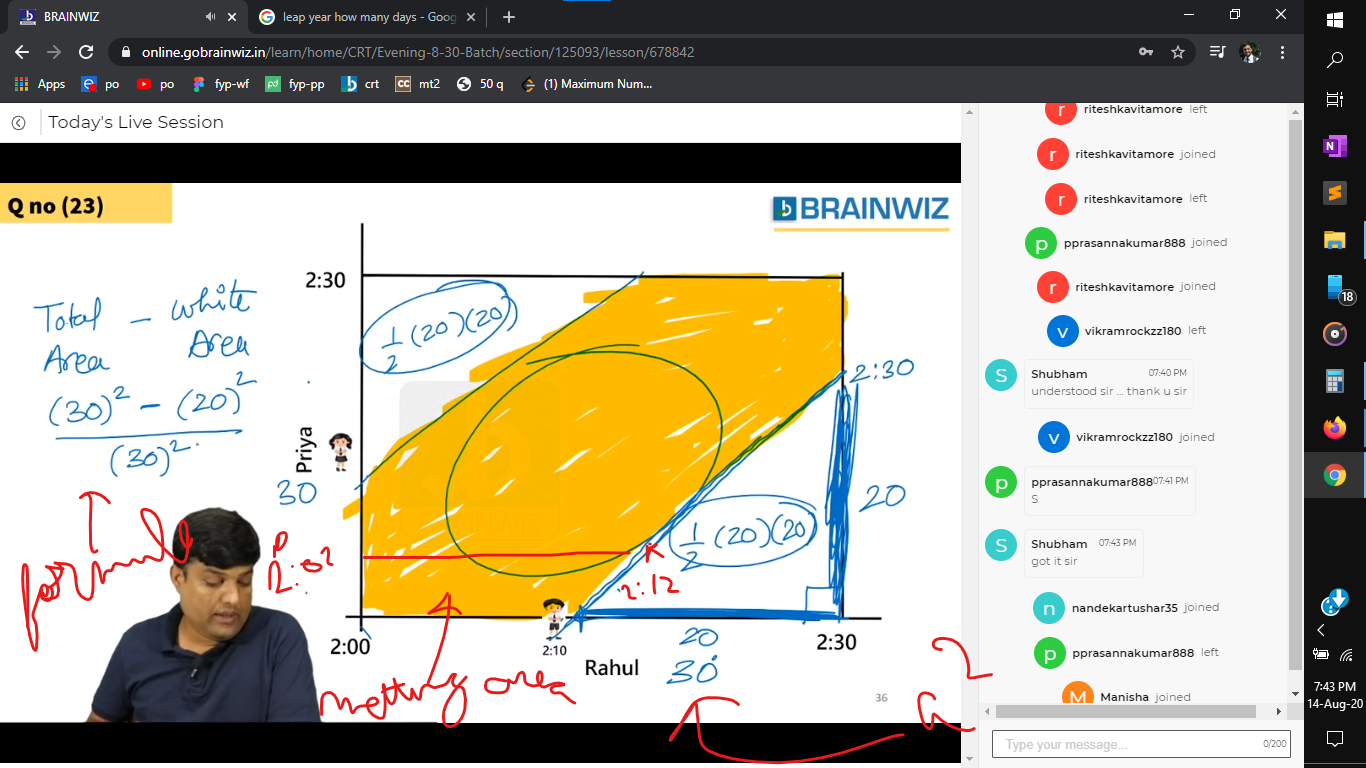 BRAINWIZ
leap year how many days - Goog
online.gobrainwiz.in/learn/home/CRT/Evening-8-30-Batch/section/125093/lesson/678842
Apps po po fyp-wf fyp-pp crt mt2 50 q (1) Maximum Num...
Today's Live Session
Q no (23)
BRAINWIZ
2:30
Total - White
Area Area
(30)² - (20)²
(30)²
formula
½ (20)(20)
Priya
30
P
2:02
R
2:12
½ (20)(20)
2:30
20
2:00
2:10
20
2:30
Rahul
30
36
metting area
a²
riteshkavitamore left
r riteshkavitamore joined
r riteshkavitamore left
p pprasannakumar888 joined
r riteshkavitamore joined
v vikramrockzz180 left
S Shubham 07:40 PM
understood sir ... thank u sir
v vikramrockzz180 joined
p pprasannakumar888 07:41 PM
S
S Shubham 07:43 PM
got it sir
n nandekartushar35 joined
p pprasannakumar888 left
M Manisha joined
Type your message... 0/200
18
7:43 PM
14-Aug-20